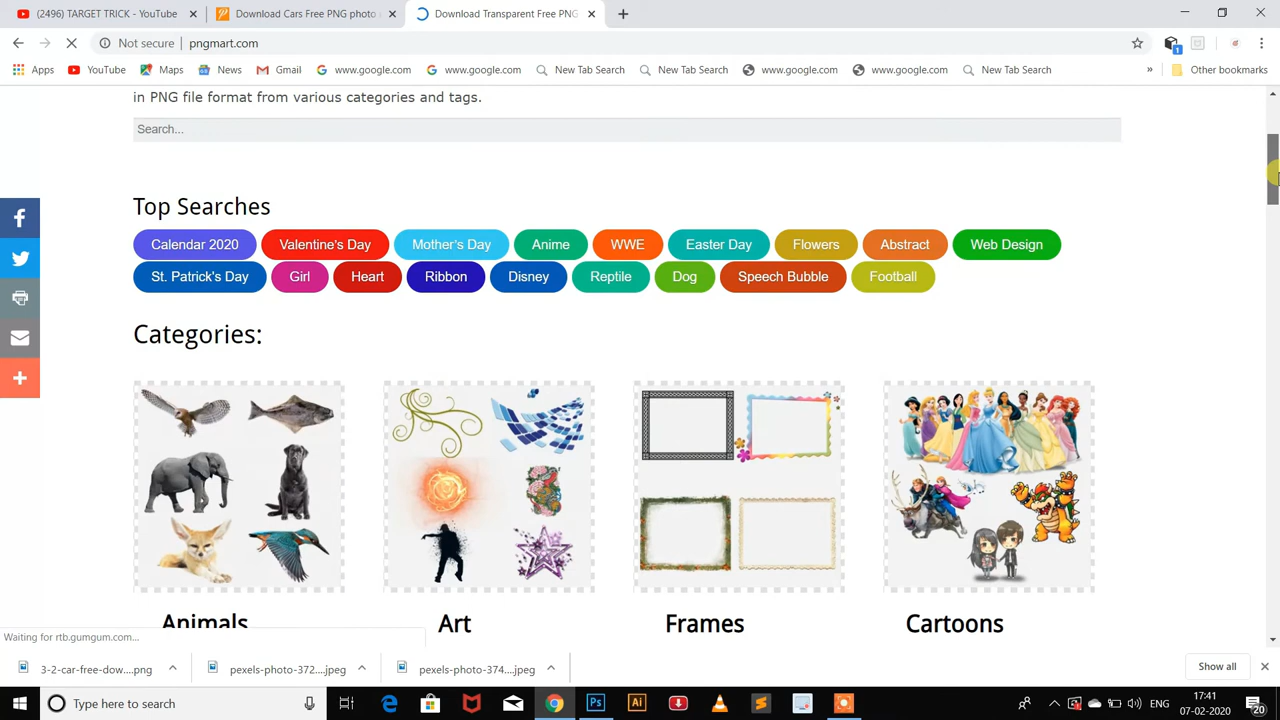 (2496) TARGET TRICK - YouTube
Download Cars Free PNG photo
Download Transparent Free PNG
Not secure | pngmart.com
Apps
YouTube
Maps
News
Gmail
www.google.com
www.google.com
New Tab Search
New Tab Search
www.google.com
www.google.com
New Tab Search
»
Other bookmarks
in PNG file format from various categories and tags.
Search...
Top Searches
Calendar 2020
Valentine's Day
Mother's Day
Anime
WWE
Easter Day
Flowers
Abstract
Web Design
St. Patrick's Day
Girl
Heart
Ribbon
Disney
Reptile
Dog
Speech Bubble
Football
Categories:
Animals
Art
Frames
Cartoons
Waiting for rtb.gumgum.com...
3-2-car-free-dow....png
pexels-photo-372....jpeg
pexels-photo-374....jpeg
Show all
Type here to search
Ps
Ai
ENG
17:41
07-02-2020
20